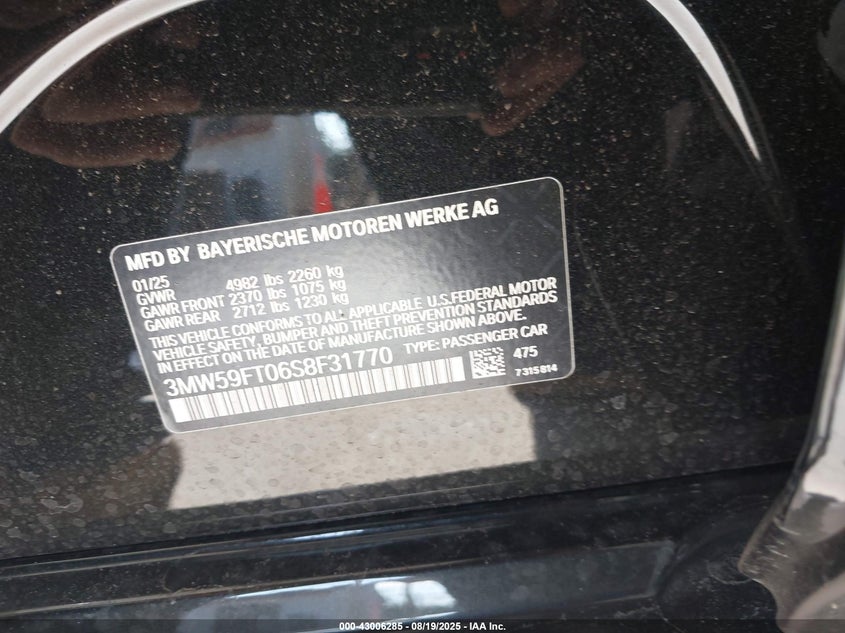 MFD BY BAYERISCHE MOTOREN WERKE AG
01/25
GVWR 4982 lbs 2260 kg
GAWR FRONT 2370 lbs 1075 kg
GAWR REAR 2712 lbs 1230 kg
THIS VEHICLE CONFORMS TO ALL APPLICABLE U.S.FEDERAL MOTOR
VEHICLE SAFETY, BUMPER AND THEFT PREVENTION STANDARDS
IN EFFECT ON THE DATE OF MANUFACTURE SHOWN ABOVE.
3MW59FT06S8F31770 TYPE: PASSENGER CAR
475
7315814
000-43006285 - 08/19/2025 - IAA Inc.